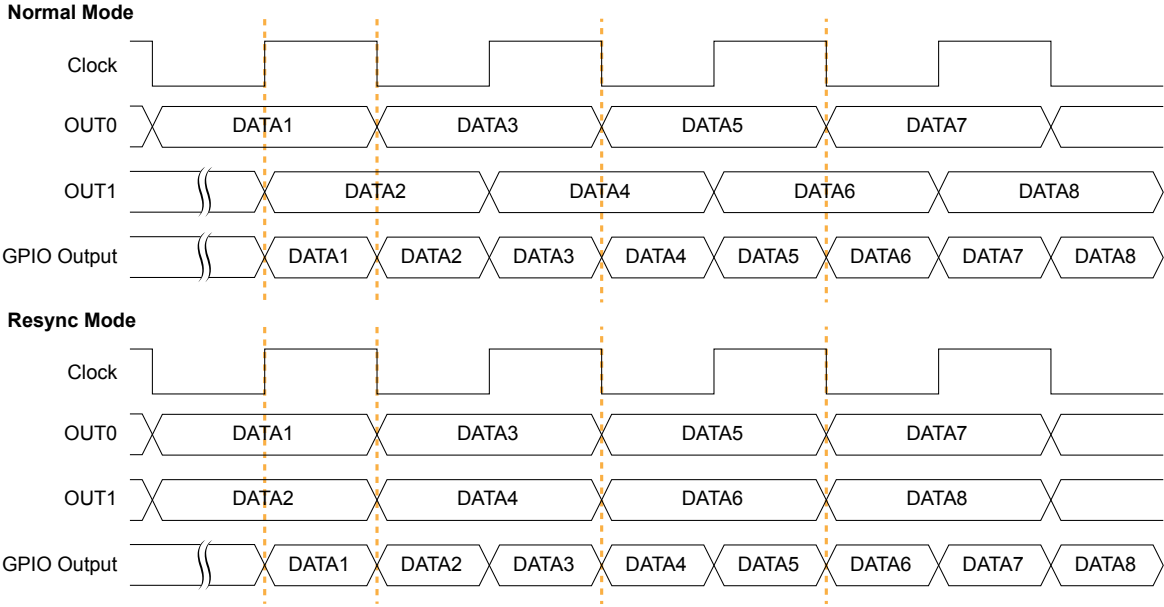 Normal Mode
Clock
OUT0 DATA1 DATA3 DATA5 DATA7
OUT1 DATA2 DATA4 DATA6 DATA8
GPIO Output DATA1 DATA2 DATA3 DATA4 DATA5 DATA6 DATA7 DATA8
Resync Mode
Clock
OUT0 DATA1 DATA3 DATA5 DATA7
OUT1 DATA2 DATA4 DATA6 DATA8
GPIO Output DATA1 DATA2 DATA3 DATA4 DATA5 DATA6 DATA7 DATA8